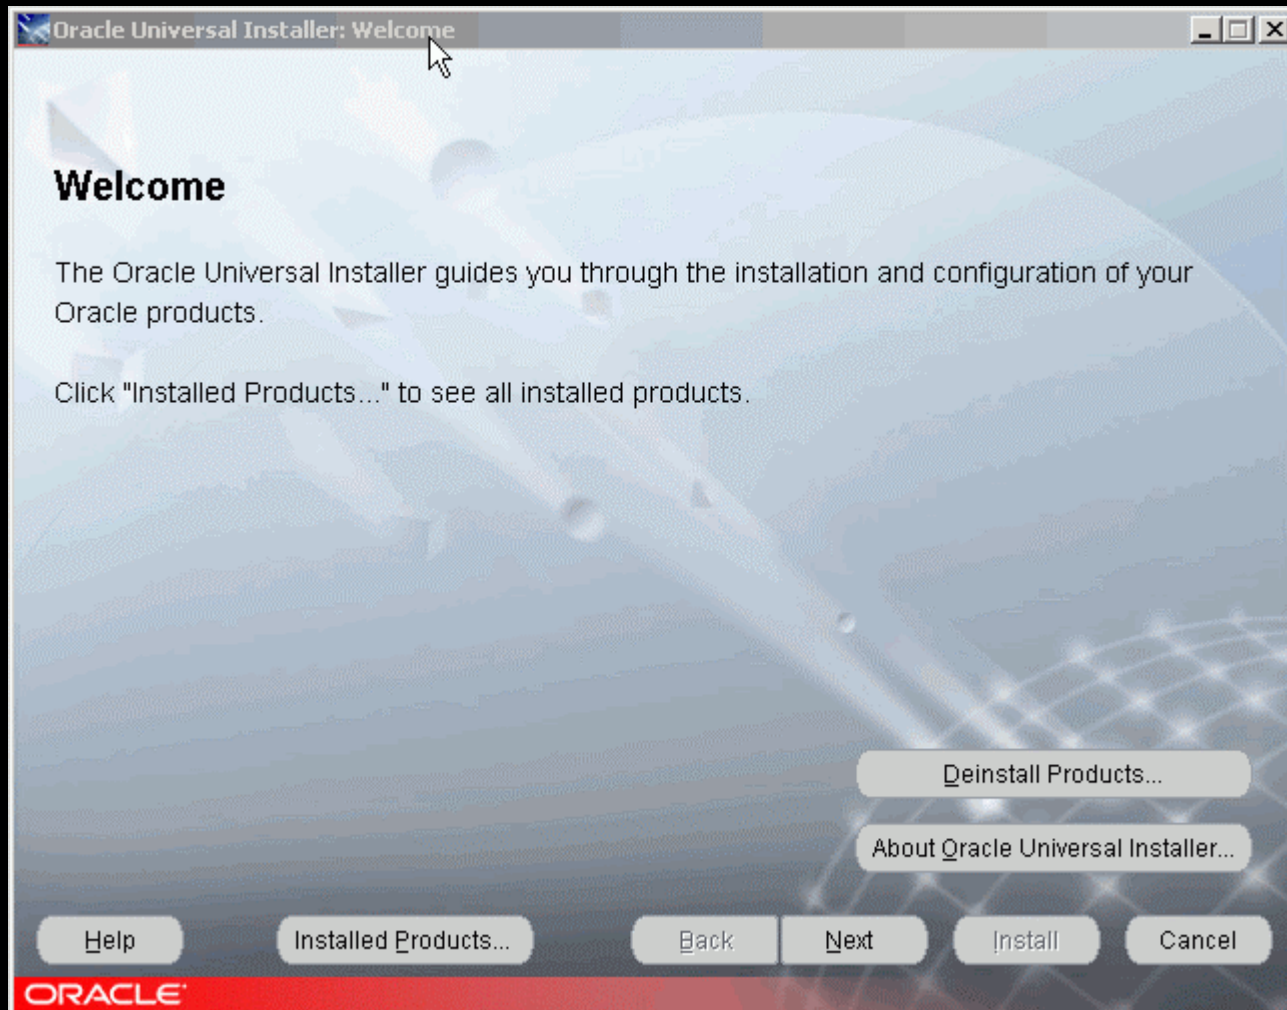 Oracle Universal Installer: Welcome
Welcome
The Oracle Universal Installer guides you through the installation and configuration of your
Oracle products.
Click "Installed Products..." to see all installed products.
Deinstall Products...
About Oracle Universal Installer...
Help Installed Products... Back Next Install Cancel
ORACLE